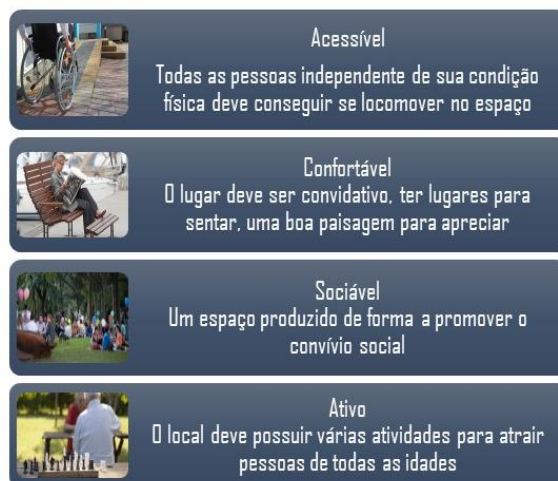 Acessível
Todas as pessoas independente de sua condição
física deve conseguir se locomover no espaço
Confortável
O lugar deve ser convidativo, ter lugares para
sentar, uma boa paisagem para apreciar
Sociável
Um espaço produzido de forma a promover o
convívio social
Ativo
O local deve possuir várias atividades para atrair
pessoas de todas as idades